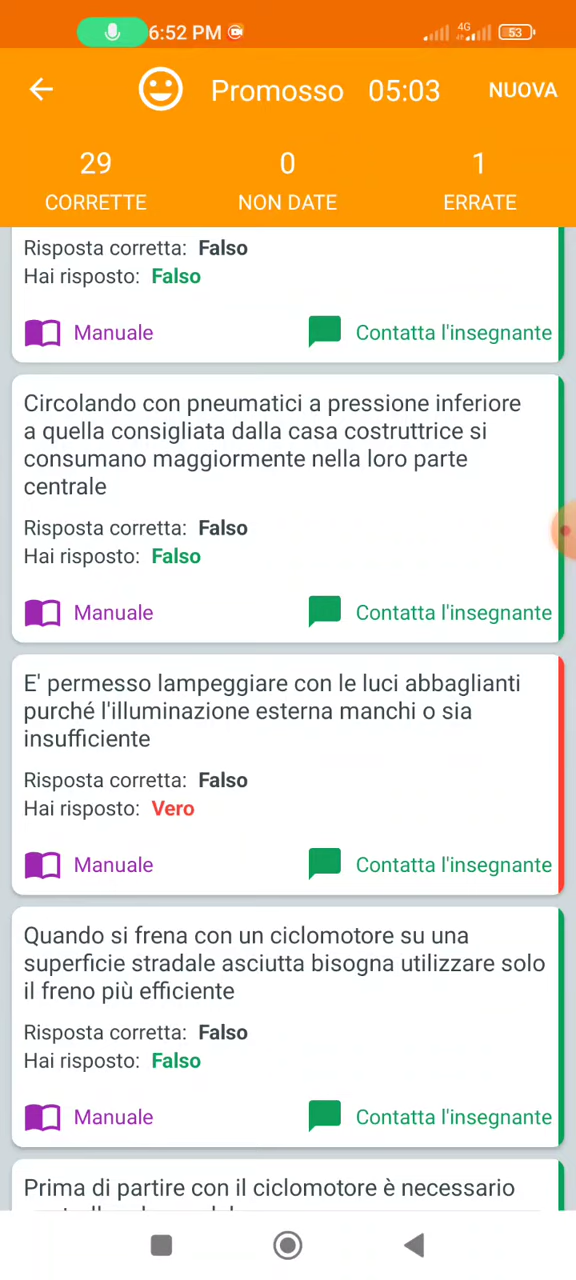 6:52 PM
4G
53
Promosso 05:03 NUOVA
29 0 1
CORRETTE NON DATE ERRATE
Risposta corretta: Falso
Hai risposto: Falso
Manuale Contatta l'insegnante
Circolando con pneumatici a pressione inferiore
a quella consigliata dalla casa costruttrice si
consumano maggiormente nella loro parte
centrale
Risposta corretta: Falso
Hai risposto: Falso
Manuale Contatta l'insegnante
E' permesso lampeggiare con le luci abbaglianti
purché l'illuminazione esterna manchi o sia
insufficiente
Risposta corretta: Falso
Hai risposto: Vero
Manuale Contatta l'insegnante
Quando si frena con un ciclomotore su una
superficie stradale asciutta bisogna utilizzare solo
il freno più efficiente
Risposta corretta: Falso
Hai risposto: Falso
Manuale Contatta l'insegnante
Prima di partire con il ciclomotore è necessario